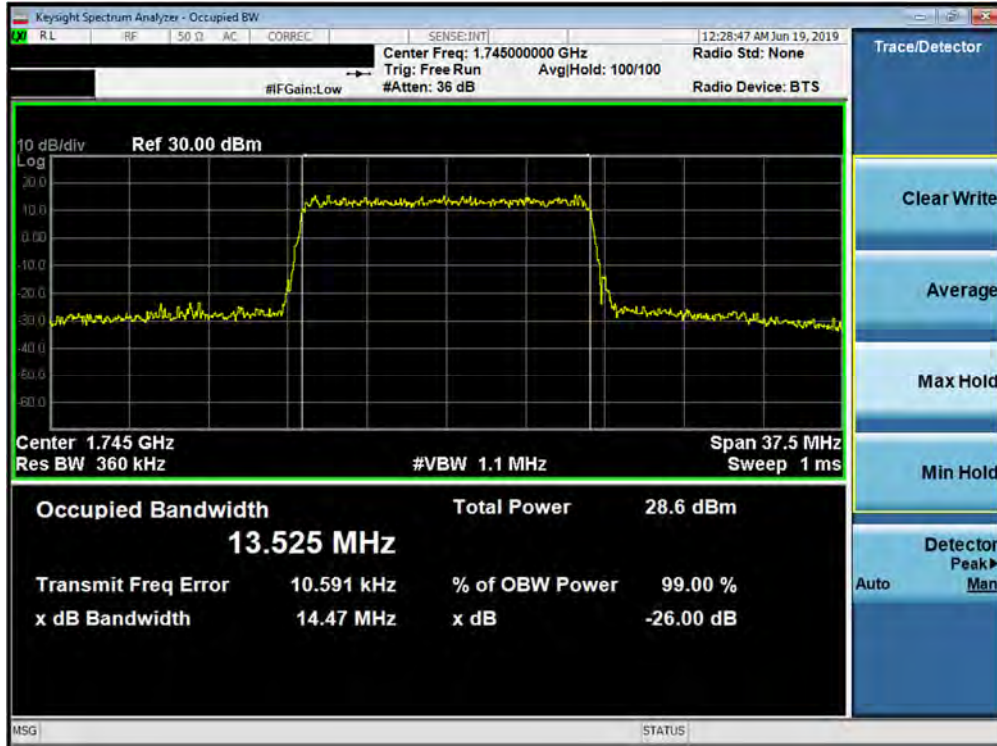 Keysight Spectrum Analyzer - Occupied BW
LXI RL RF 50 Ω AC CORREC SENSE:INT 12:28:47 AM Jun 19, 2019
Center Freq: 1.745000000 GHz Radio Std: None
Trig: Free Run Avg|Hold: 100/100
#IFGain:Low #Atten: 36 dB Radio Device: BTS
10 dB/div Ref 30.00 dBm
Log
20.0
10.0
0.00
-10.0
-20.0
-30.0
-40.0
-50.0
-60.0
Center 1.745 GHz Span 37.5 MHz
Res BW 360 kHz #VBW 1.1 MHz Sweep 1 ms
Occupied Bandwidth Total Power 28.6 dBm
13.525 MHz
Transmit Freq Error 10.591 kHz % of OBW Power 99.00 %
x dB Bandwidth 14.47 MHz x dB -26.00 dB
MSG STATUS
Trace/Detector
Clear Write
Average
Max Hold
Min Hold
Detector
Peak▶
Auto Man